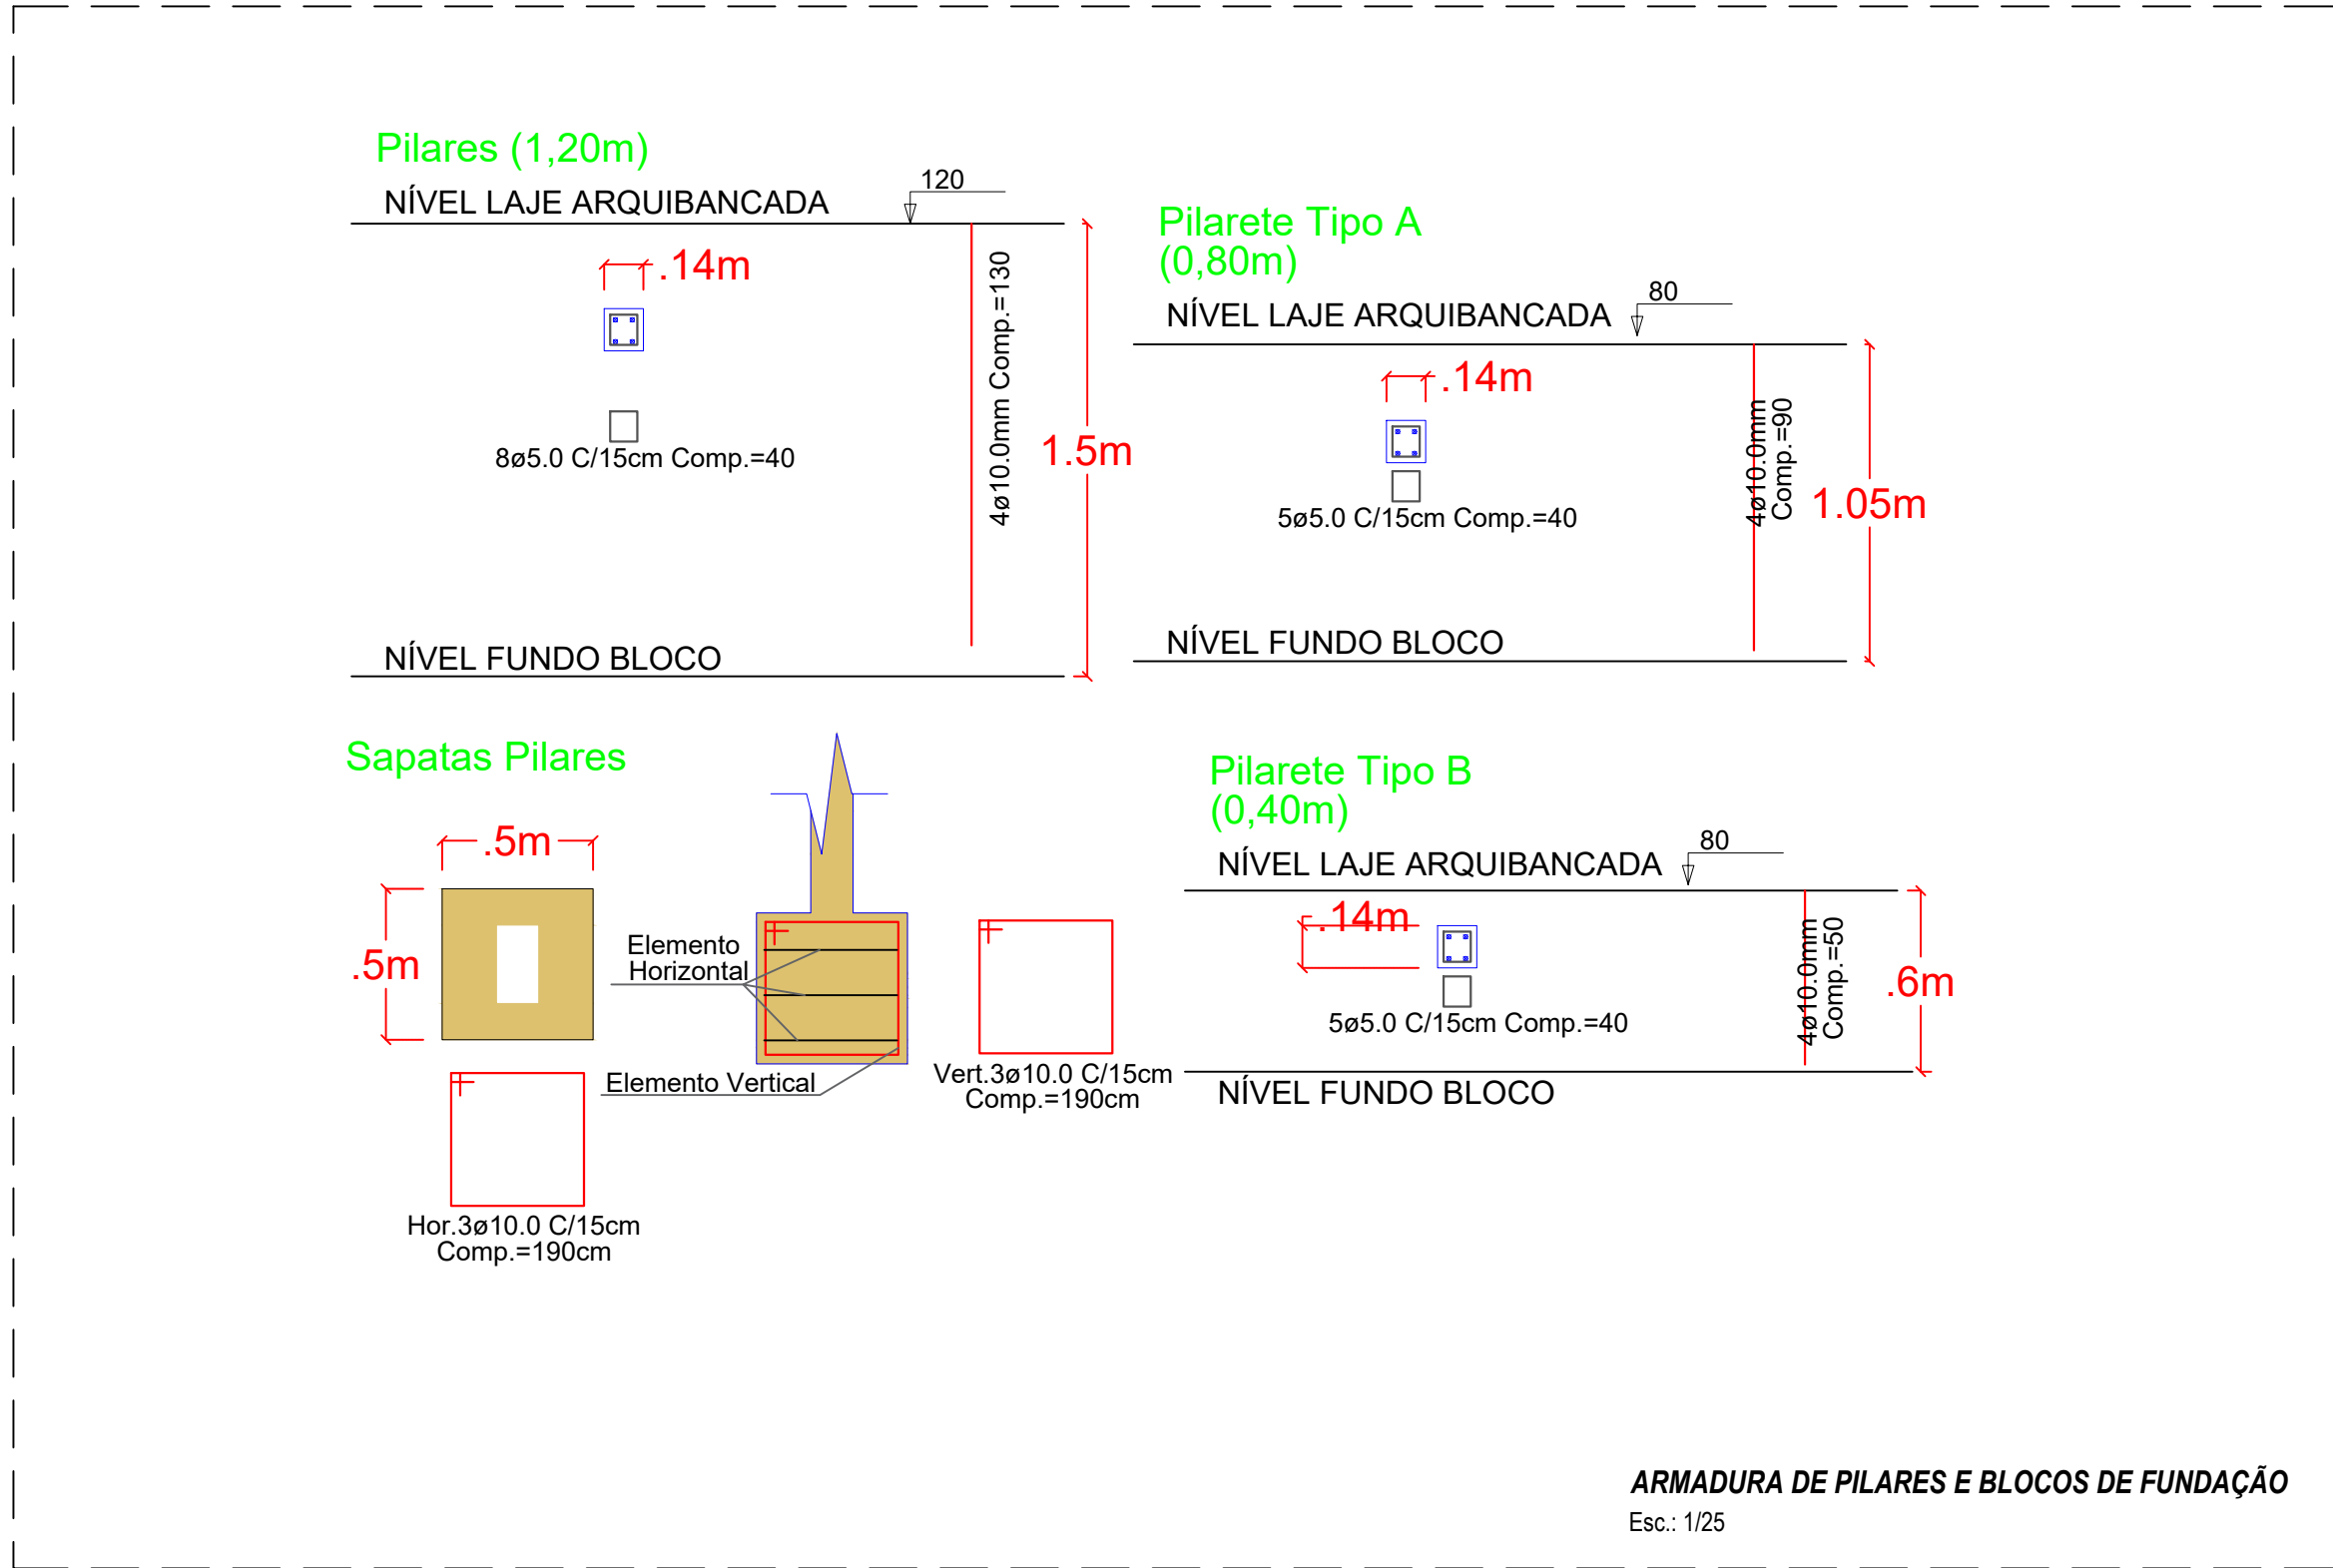 Pilares (1,20m)
NÍVEL LAJE ARQUIBANCADA
120
.14m
8ø5.0 C/15cm Comp.=40
4ø10.0mm Comp.=130
1.5m
NÍVEL FUNDO BLOCO
Pilarete Tipo A
(0,80m)
NÍVEL LAJE ARQUIBANCADA
80
.14m
5ø5.0 C/15cm Comp.=40
4ø10.0mm
Comp.=90
1.05m
NÍVEL FUNDO BLOCO
Sapatas Pilares
.5m
.5m
Elemento
Horizontal
Elemento Vertical
Vert.3ø10.0 C/15cm
Comp.=190cm
Hor.3ø10.0 C/15cm
Comp.=190cm
Pilarete Tipo B
(0,40m)
NÍVEL LAJE ARQUIBANCADA
80
.14m
5ø5.0 C/15cm Comp.=40
4ø10.0mm
Comp.=50
.6m
NÍVEL FUNDO BLOCO
ARMADURA DE PILARES E BLOCOS DE FUNDAÇÃO
Esc.: 1/25